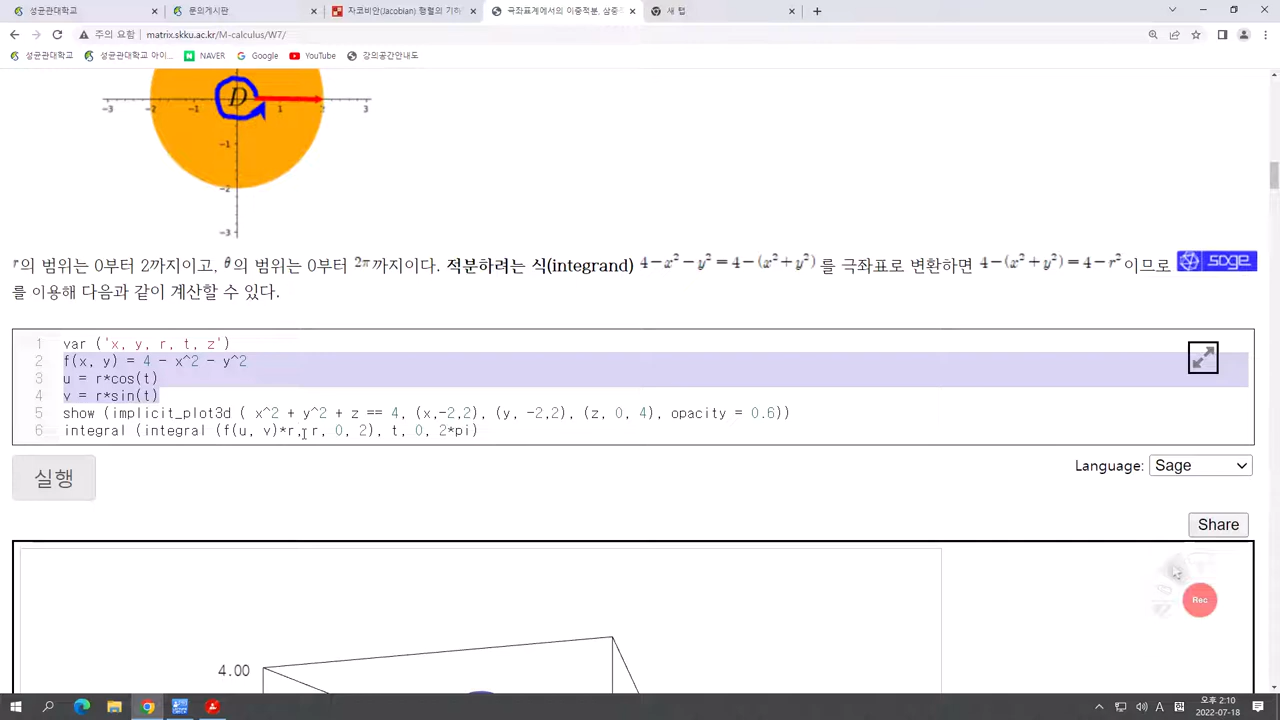 성균관대학교
문의게시판
자코비안(Jacobian) 행렬의 기하
극좌표계에서의 이중적분, 삼중적
새 탭
주의 요함
matrix.skku.ac.kr/M-calculus/W7/
성균관대학교
성균관대학교 아이...
NAVER
Google
YouTube
강의공간안내도
D
-3 -2 -1 1 2 3
-1
-2
-3
r의 범위는 0부터 2까지이고, θ의 범위는 0부터 2π까지이다. 적분하려는 식(integrand) 4-x²-y²=4-(x²+y²)를 극좌표로 변환하면 4-(x²+y²)=4-r²이므로 sage
를 이용해 다음과 같이 계산할 수 있다.
1 var ('x, y, r, t, z')
2 f(x, y) = 4 - x^2 - y^2
3 u = r*cos(t)
4 v = r*sin(t)
5 show (implicit_plot3d ( x^2 + y^2 + z == 4, (x,-2,2), (y, -2,2), (z, 0, 4), opacity = 0.6))
6 integral (integral (f(u, v)*r, r, 0, 2), t, 0, 2*pi)
실행
Language: Sage
Share
Rec
4.00
A
한
오후 2:10
2022-07-18